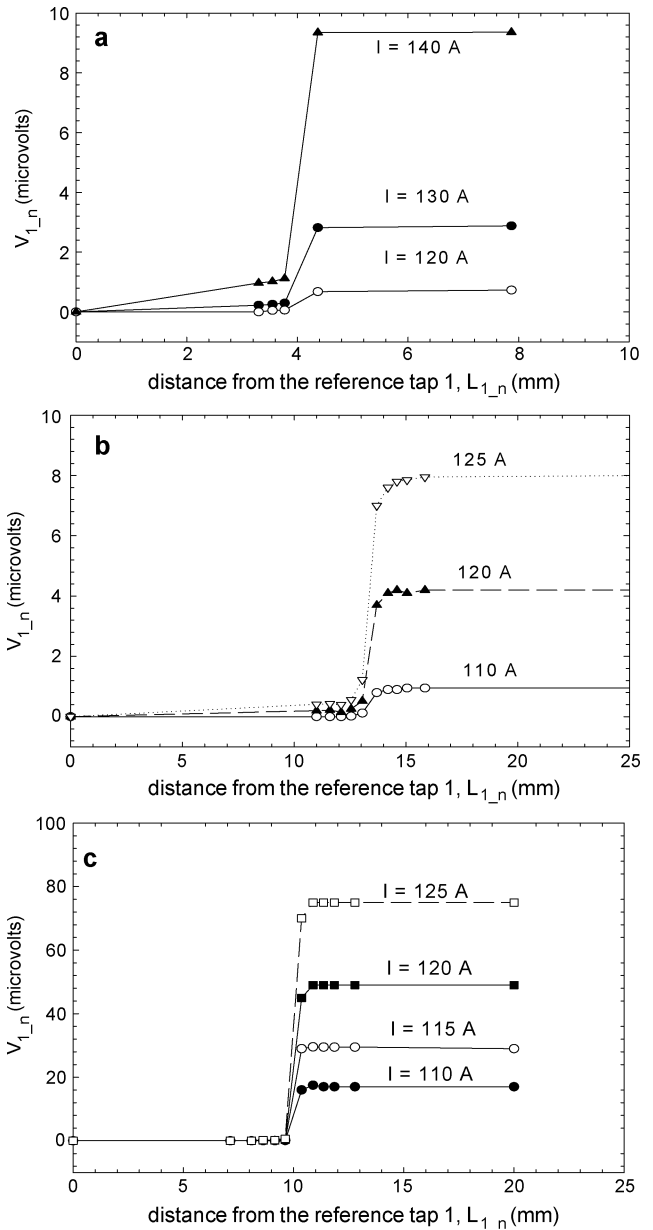 a
10
8
6
4
2
0
V1_n (microvolts)
I = 140 A
I = 130 A
I = 120 A
0 2 4 6 8 10
distance from the reference tap 1, L1_n (mm)
b
10
8
6
4
2
0
V1_n (microvolts)
125 A
120 A
110 A
0 5 10 15 20 25
distance from the reference tap 1, L1_n (mm)
c
100
80
60
40
20
0
V1_n (microvolts)
I = 125 A
I = 120 A
I = 115 A
I = 110 A
0 5 10 15 20 25
distance from the reference tap 1, L1_n (mm)